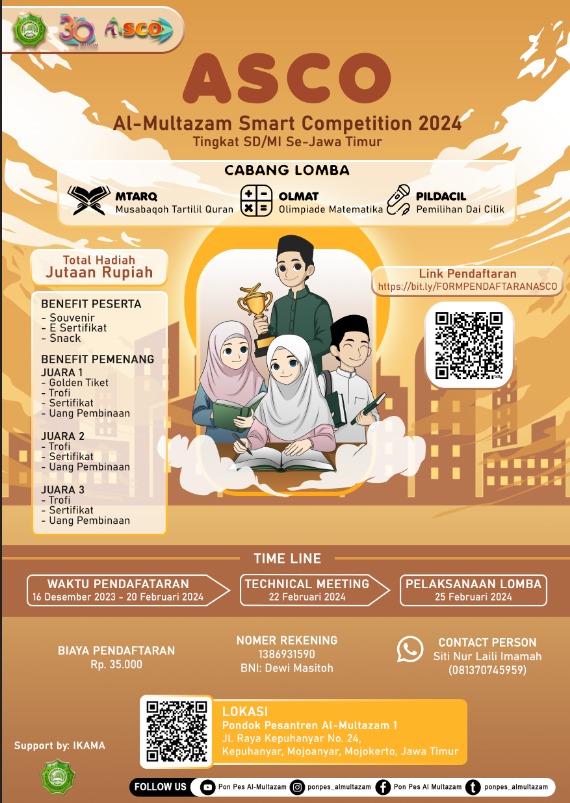 30
ASCO
ASCO
Al-Multazam Smart Competition 2024
Tingkat SD/MI Se-Jawa Timur
CABANG LOMBA
MTARQ
Musabaqoh Tartilil Quran
OLMAT
Olimpiade Matematika
PILDACIL
Pemilihan Dai Cilik
Total Hadiah
Jutaan Rupiah
Link Pendaftaran
https://bit.ly/FORMPENDAFTARANASCO
BENEFIT PESERTA
- Souvenir
- E Sertifikat
- Snack
BENEFIT PEMENANG
JUARA 1
- Golden Tiket
- Trofi
- Sertifikat
- Uang Pembinaan
JUARA 2
- Trofi
- Sertifikat
- Uang Pembinaan
JUARA 3
- Trofi
- Sertifikat
- Uang Pembinaan
TIME LINE
WAKTU PENDAFATARAN
16 Desember 2023 - 20 Februari 2024
TECHNICAL MEETING
22 Februari 2024
PELAKSANAAN LOMBA
25 Februari 2024
BIAYA PENDAFTARAN
Rp. 35.000
NOMER REKENING
1386931590
BNI: Dewi Masitoh
CONTACT PERSON
Siti Nur Laili Imamah
(081370745959)
LOKASI
Pondok Pesantren Al-Multazam 1
Jl. Raya Kepuhanyar No. 24,
Kepuhanyar, Mojoanyar, Mojokerto, Jawa Timur
Support by: IKAMA
FOLLOW US
Pon Pes Al-Multazam
ponpes_almultazam
Pon Pes Al Multazam
ponpes_almultazam